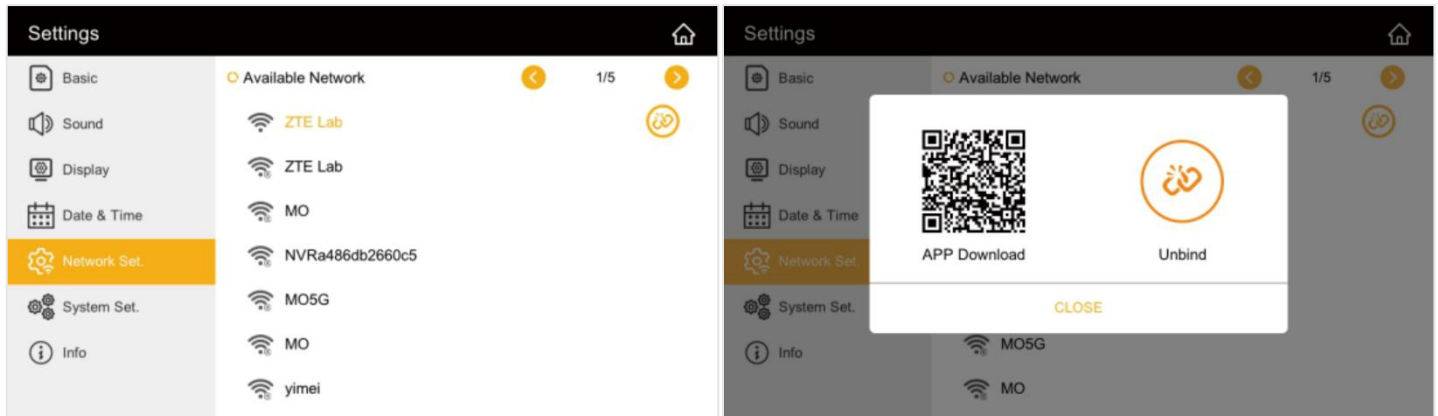 Settings
Basic
Sound
Display
Date & Time
Network Set.
System Set.
Info
Available Network
1/5
ZTE Lab
ZTE Lab
MO
NVRa486db2660c5
MO5G
MO
yimei
Settings
Basic
Sound
Display
Date & Time
Network Set.
System Set.
Info
Available Network
1/5
APP Download
Unbind
CLOSE
MO5G
MO